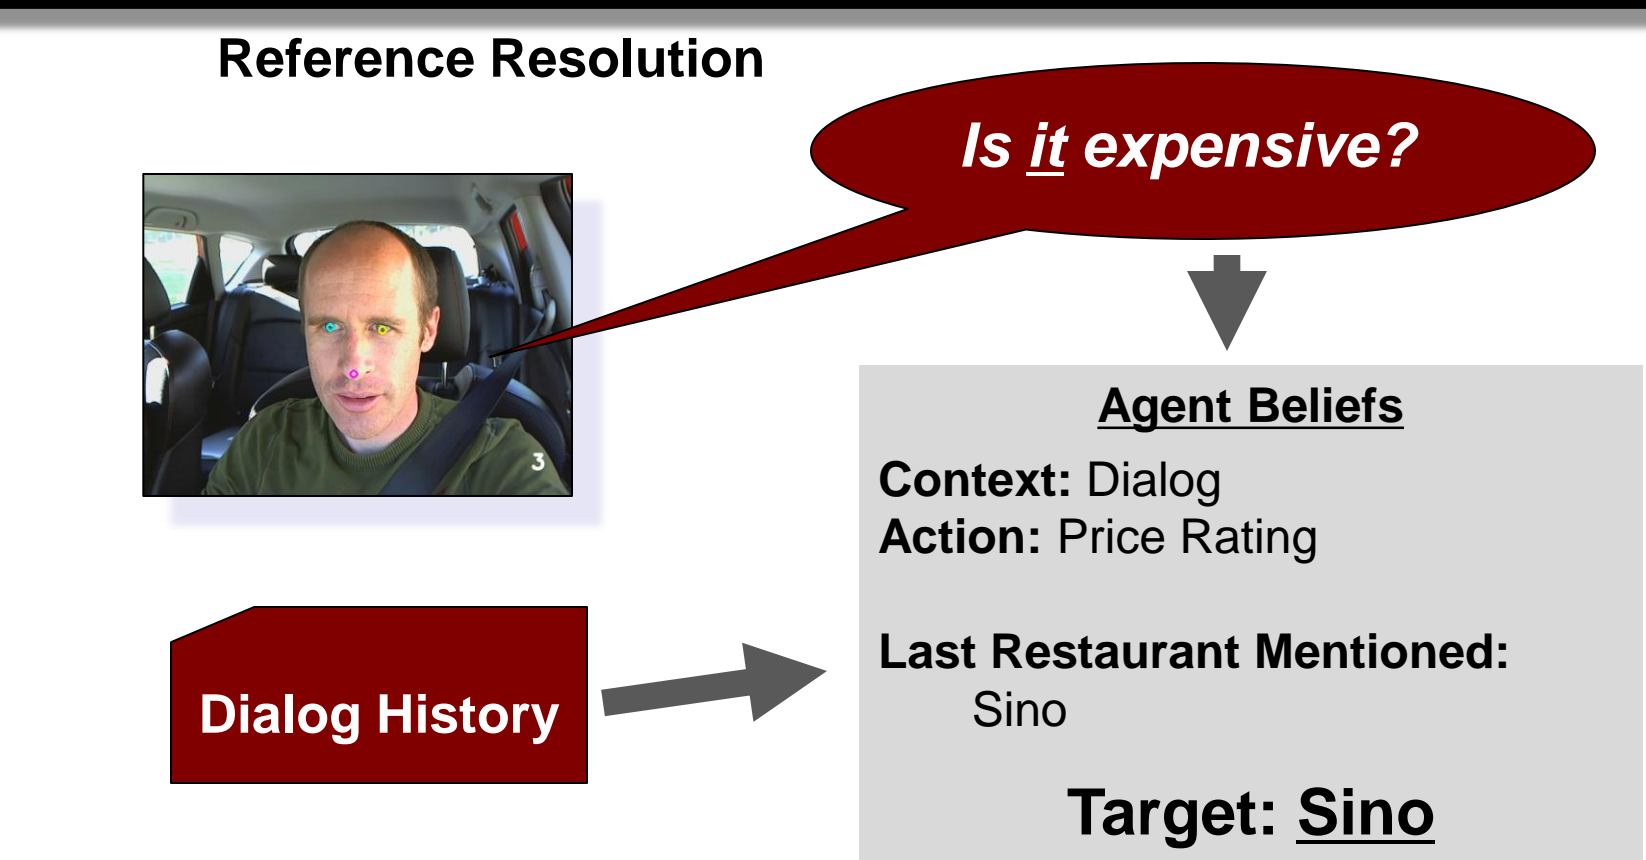 Reference Resolution
Is it expensive?
3
Agent Beliefs
Context: Dialog
Action: Price Rating
Last Restaurant Mentioned:
Sino
Dialog History
Target: Sino